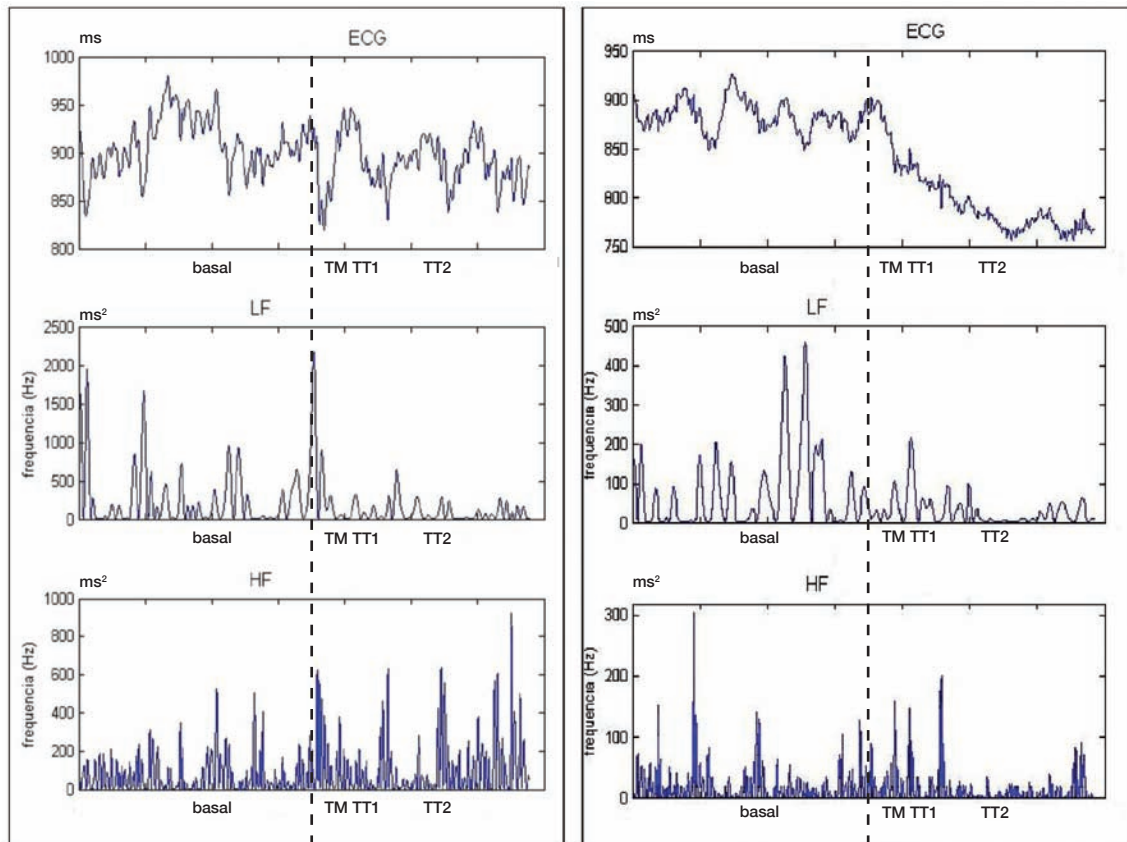 ms
ECG
1000
950
900
850
800
basal
TM TT1
TT2
ms²
LF
frequencia (Hz)
2500
2000
1500
1000
500
0
basal
TM TT1
TT2
ms²
HF
frequencia (Hz)
1000
800
600
400
200
0
basal
TM TT1
TT2
ms
ECG
950
900
850
800
750
basal
TM TT1
TT2
ms²
LF
frequencia (Hz)
500
400
300
200
100
0
basal
TM TT1
TT2
ms²
HF
frequencia (Hz)
300
200
100
0
basal
TM TT1
TT2